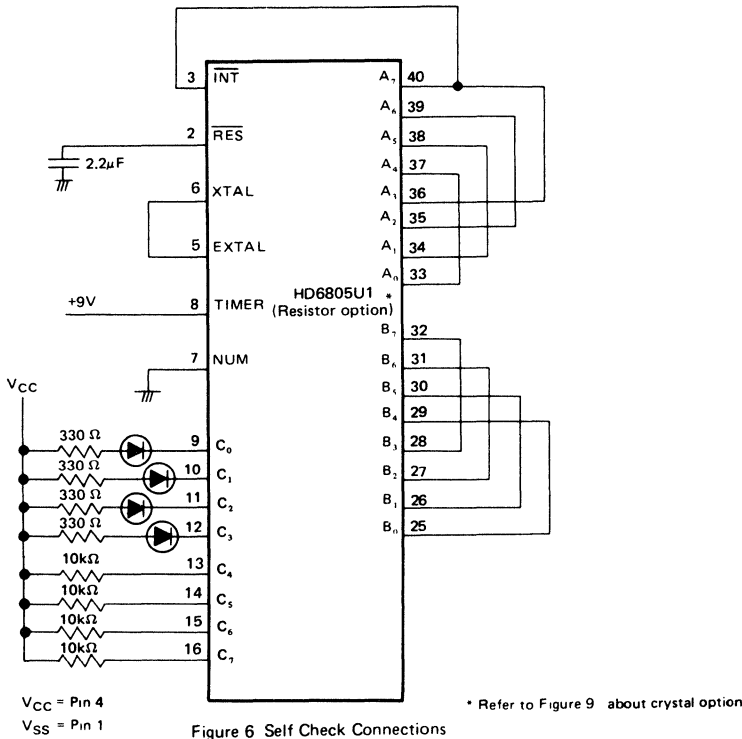 3 INT A₇ 40
A₆ 39
2 RES A₅ 38
2.2μF A₄ 37
6 XTAL A₃ 36
A₂ 35
5 EXTAL A₁ 34
A₀ 33
HD6805U1 *
+9V 8 TIMER (Resistor option)
B₇ 32
7 NUM B₆ 31
B₅ 30
VCC B₄ 29
330 Ω 9 C₀ B₃ 28
330 Ω 10 C₁ B₂ 27
330 Ω 11 C₂ B₁ 26
330 Ω 12 C₃ B₀ 25
10kΩ 13 C₄
10kΩ 14 C₅
10kΩ 15 C₆
10kΩ 16 C₇
VCC = Pin 4
VSS = Pin 1
* Refer to Figure 9 about crystal option
Figure 6 Self Check Connections